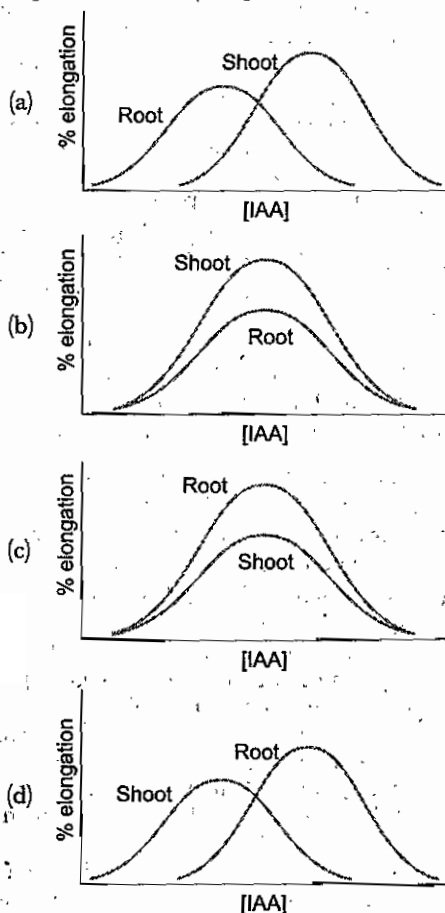 (a)
% elongation
Root
Shoot
[IAA]
(b)
% elongation
Shoot
Root
[IAA]
(c)
% elongation
Root
Shoot
[IAA]
(d)
% elongation
Shoot
Root
[IAA]